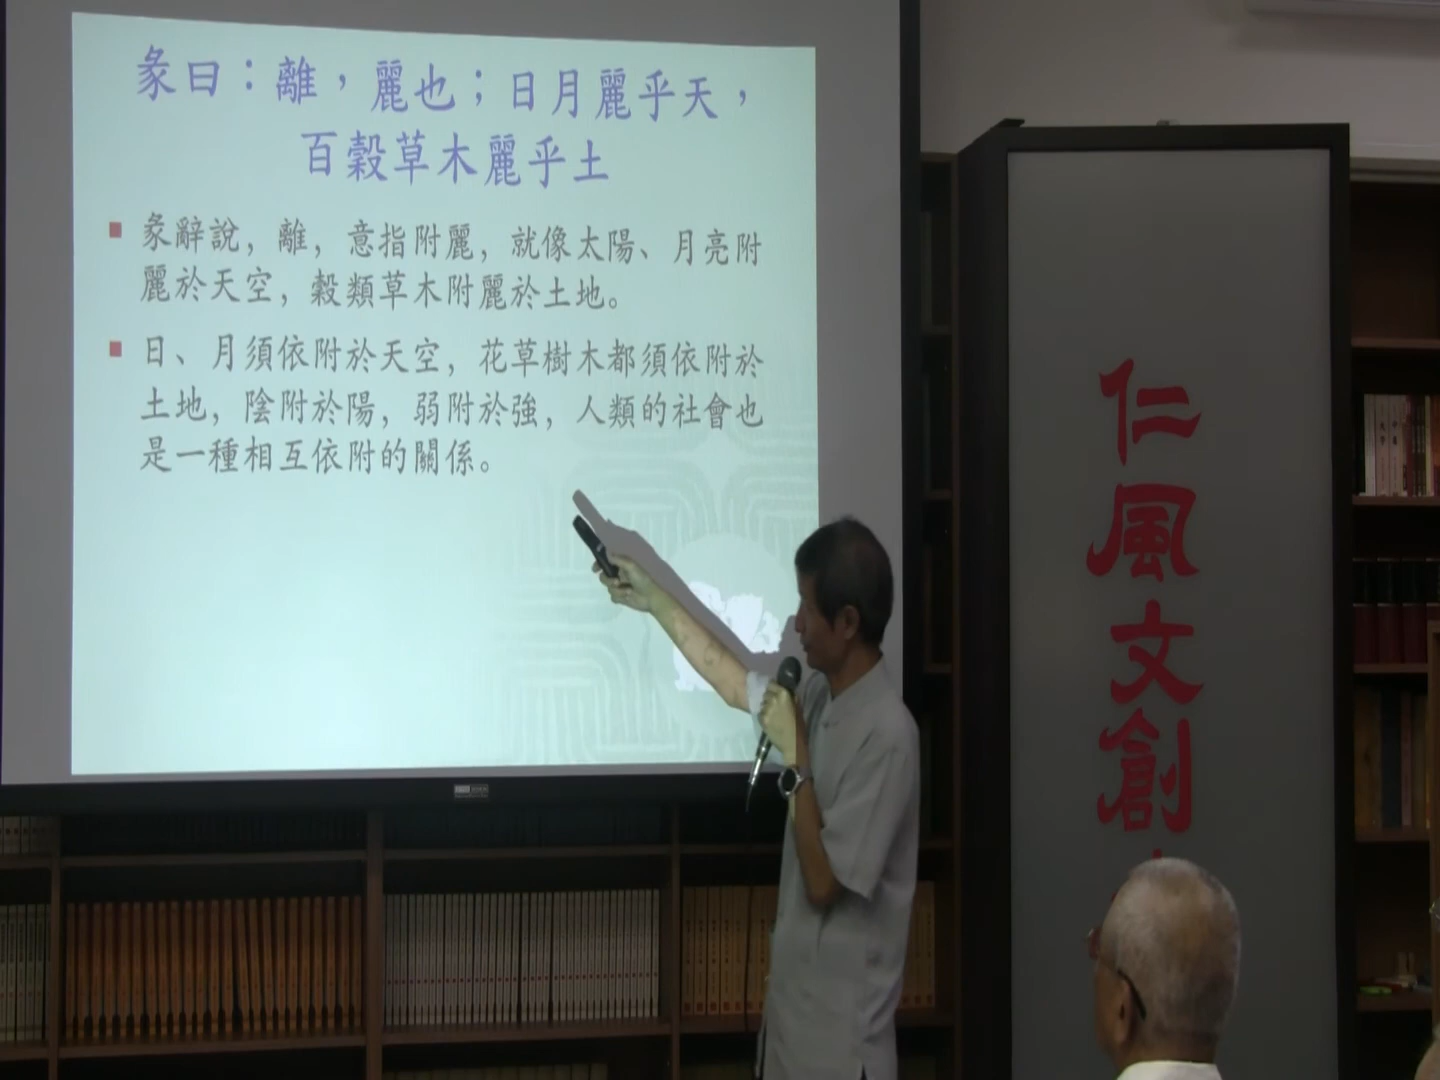 彖曰：離，麗也；日月麗乎天，
百穀草木麗乎土
彖辭說，離，意指附麗，就像太陽、月亮附
麗於天空，穀類草木附麗於土地。
日、月須依附於天空，花草樹木都須依附於
土地，陰附於陽，弱附於強，人類的社會也
是一種相互依附的關係。
仁風文創